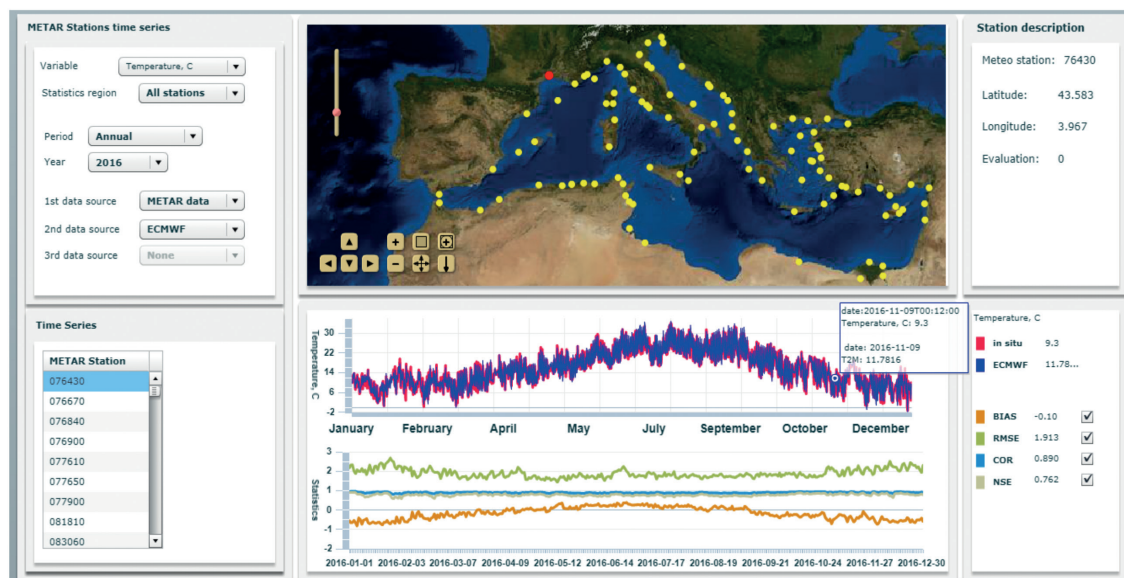 METAR Stations time series
Variable Temperature, C
Statistics region All stations
Period Annual
Year 2016
1st data source METAR data
2nd data source ECMWF
3rd data source None
Station description
Meteo station: 76430
Latitude: 43.583
Longitude: 3.967
Evaluation: 0
Time Series
METAR Station
076430
076670
076840
076900
077610
077650
077900
081810
083060
Temperature, C
30
22
14
6
-2
January February April May July September October December
date:2016-11-09T00:12:00
Temperature, C: 9.3
date: 2016-11-09
T2M: 11.7816
Statistics
3
2
1
0
-1
-2
2016-01-01 2016-02-03 2016-03-07 2016-04-09 2016-05-12 2016-06-14 2016-07-17 2016-08-19 2016-09-21 2016-10-24 2016-11-27 2016-12-30
Temperature, C
in situ 9.3
ECMWF 11.78...
BIAS -0.10
RMSE 1.913
COR 0.890
NSE 0.762